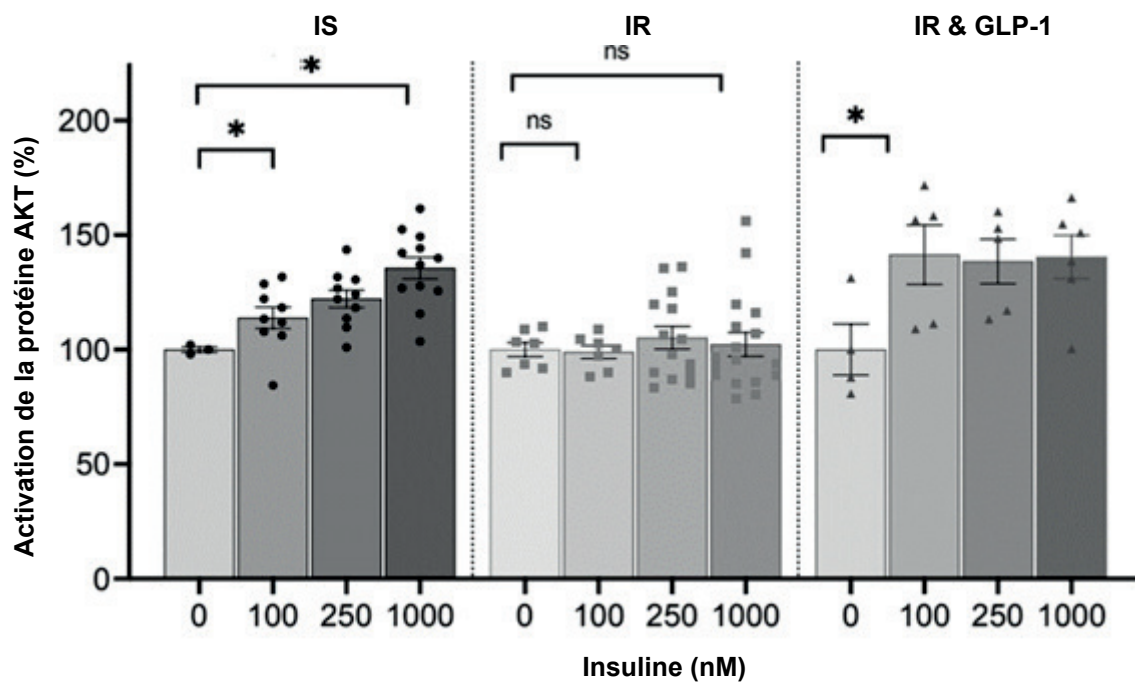 IS IR IR & GLP-1
* ns
* ns *
Activation de la protéine AKT (%)
200
150
100
50
0
0 100 250 1000 0 100 250 1000 0 100 250 1000
Insuline (nM)